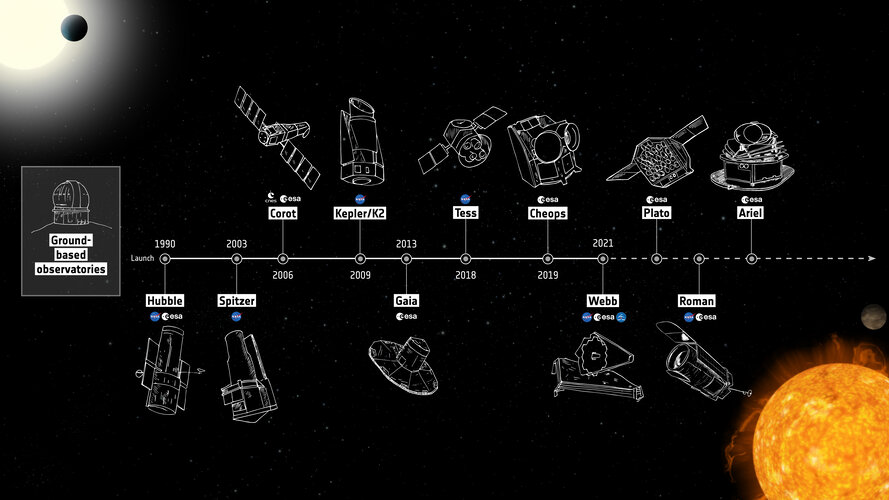 Ground-
based
observatories
Launch
1990
Hubble
esa
2003
Spitzer
cnes
esa
Corot
2006
Kepler/K2
2009
2013
Gaia
esa
Tess
2018
esa
Cheops
2019
2021
Webb
esa
esa
Plato
Roman
esa
esa
Ariel